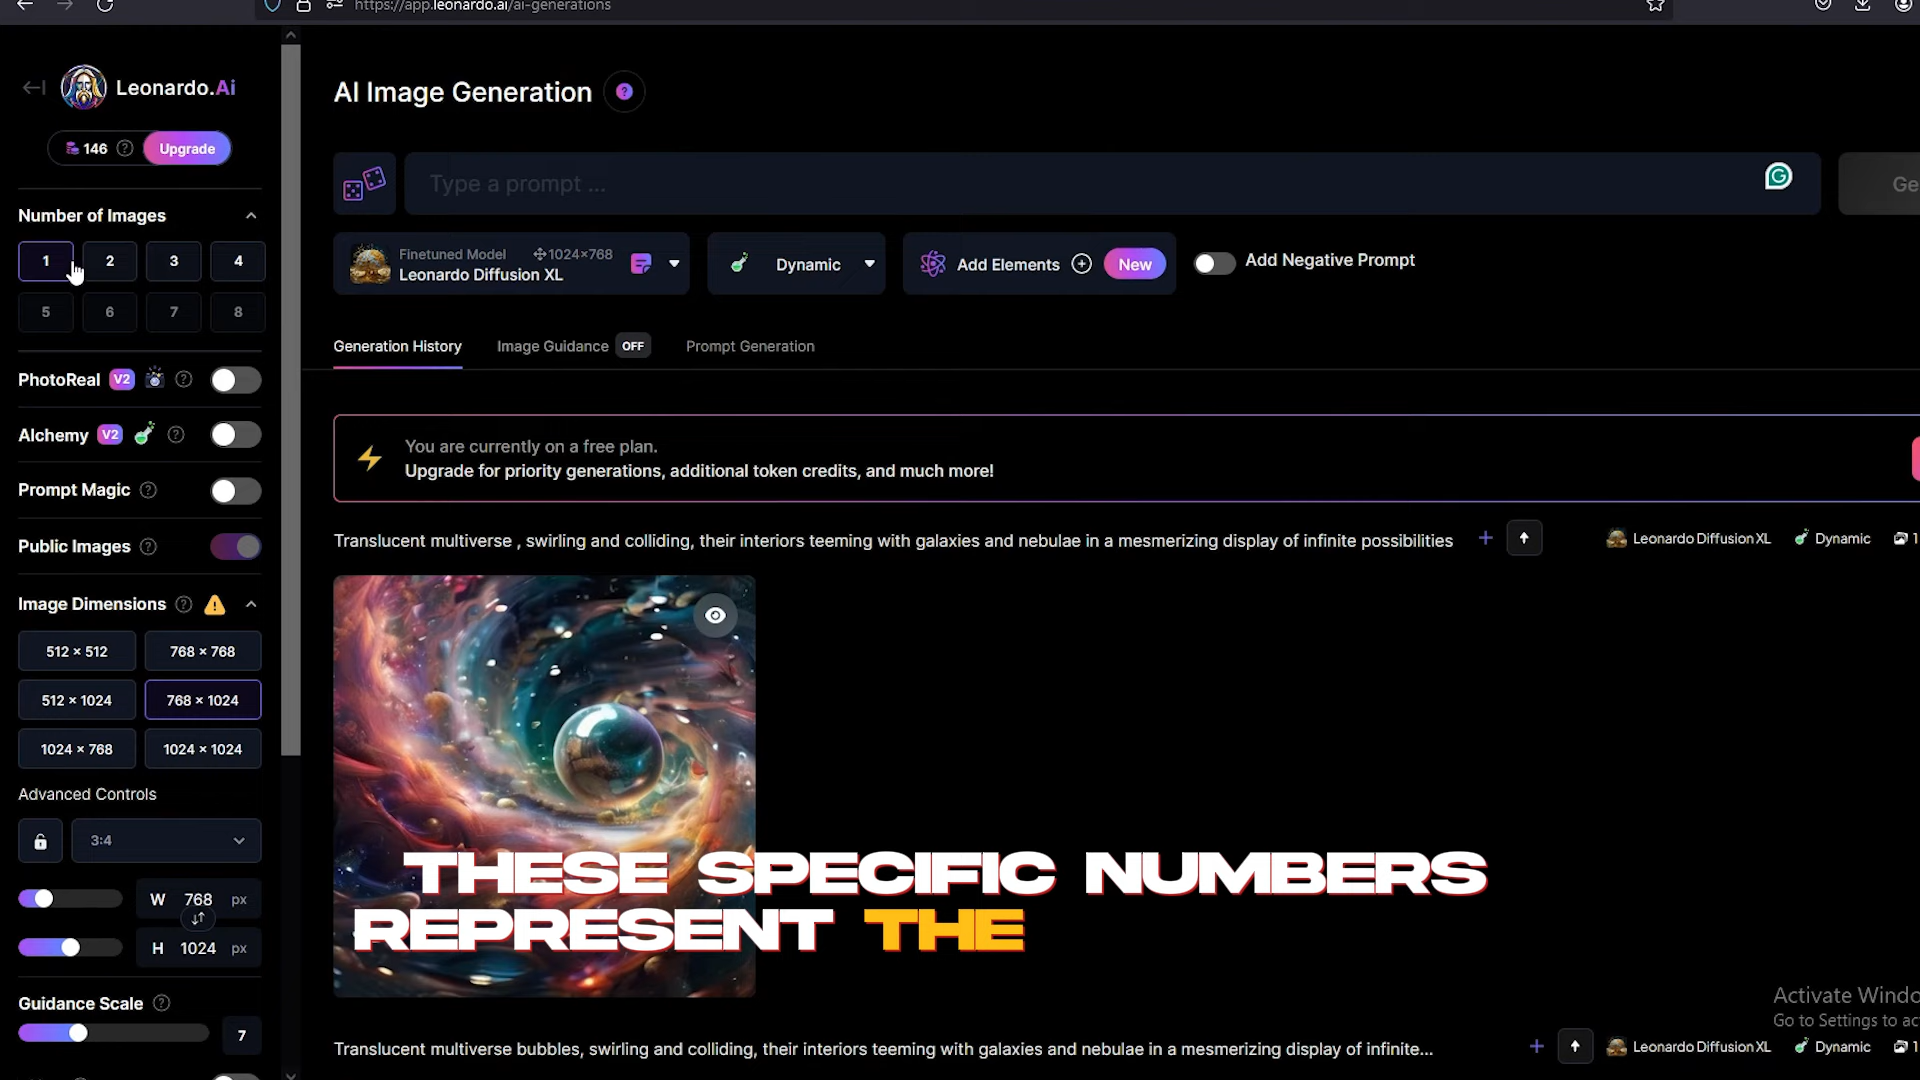 https://app.leonardo.ai/ai-generations
Leonardo.Ai
146 Upgrade
Number of Images
1 2 3 4
5 6 7 8
PhotoReal V2
Alchemy V2
Prompt Magic
Public Images
Image Dimensions
512 × 512 768 × 768
512 × 1024 768 × 1024
1024 × 768 1024 × 1024
Advanced Controls
3:4
W 768 px
H 1024 px
Guidance Scale
7
AI Image Generation
Type a prompt ...
Finetuned Model 1024×768
Leonardo Diffusion XL
Dynamic
Add Elements New
Add Negative Prompt
Generation History Image Guidance OFF Prompt Generation
You are currently on a free plan.
Upgrade for priority generations, additional token credits, and much more!
Translucent multiverse , swirling and colliding, their interiors teeming with galaxies and nebulae in a mesmerizing display of infinite possibilities
Leonardo Diffusion XL Dynamic 1
THESE SPECIFIC NUMBERS
REPRESENT THE
Activate Windo
Go to Settings to ac
Translucent multiverse bubbles, swirling and colliding, their interiors teeming with galaxies and nebulae in a mesmerizing display of infinite...
Leonardo Diffusion XL Dynamic 1